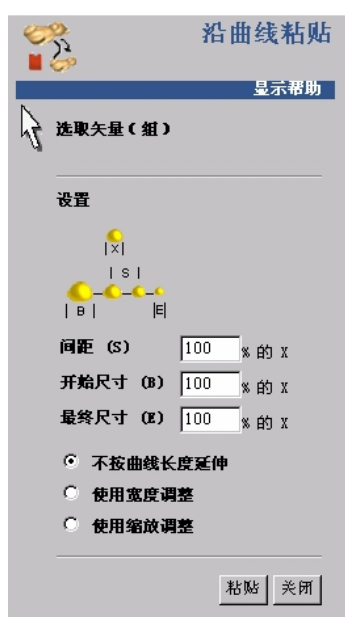 沿曲线粘贴
显示帮助
选取矢量(组)
设置
|X|
| S |
| B | |E|
间距 (S) 100 % 的 X
开始尺寸 (B) 100 % 的 X
最终尺寸 (E) 100 % 的 X
不按曲线长度延伸
使用宽度调整
使用缩放调整
粘贴 关闭